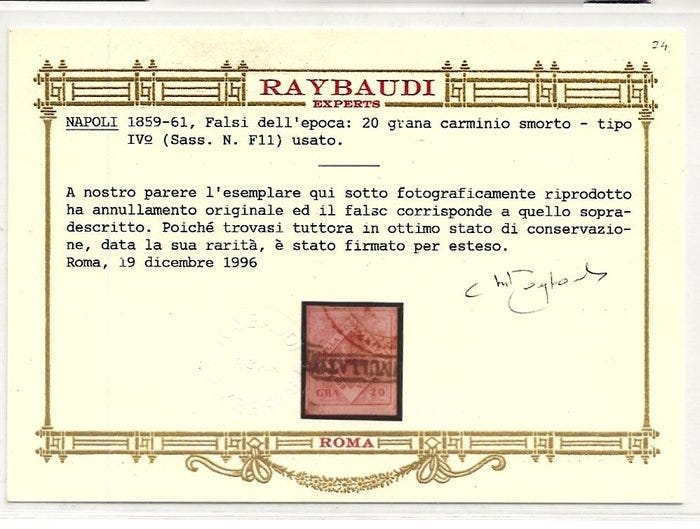 24
RAYBAUDI
EXPERTS
NAPOLI 1859-61, Falsi dell'epoca: 20 grana carminio smorto - tipo
IVº (Sass. N. F11) usato.
A nostro parere l'esemplare qui sotto fotograficamente riprodotto
ha annullamento originale ed il falso corrisponde a quello sopra-
descritto. Poiché trovasi tuttora in ottimo stato di conservazio-
ne, data la sua rarità, è stato firmato per esteso.
Roma, 19 dicembre 1996
GRA 20
ROMA